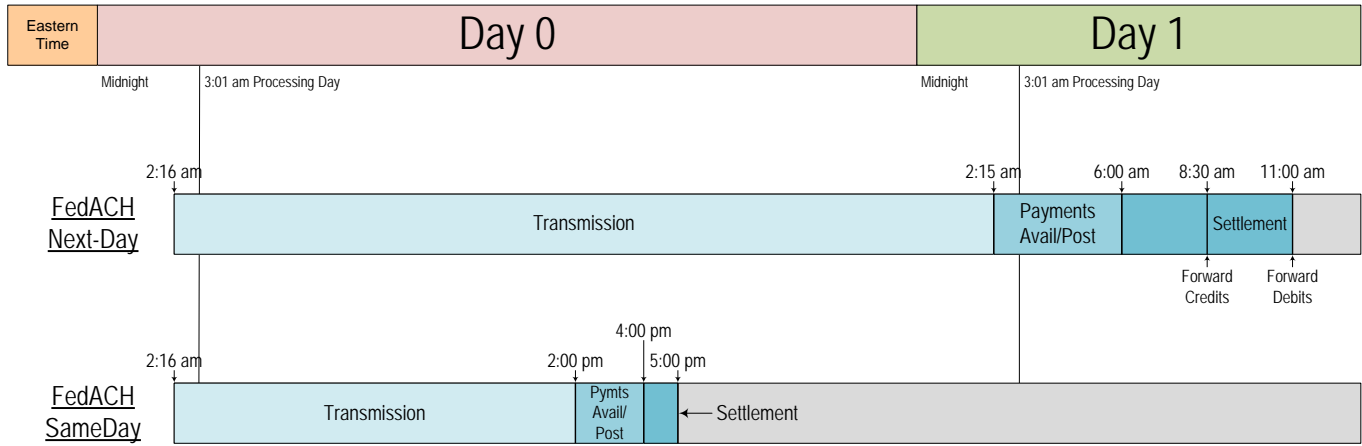 Eastern
Time
Day 0
Day 1
Midnight
3:01 am Processing Day
Midnight
3:01 am Processing Day
2:16 am
2:15 am
6:00 am
8:30 am
11:00 am
FedACH
Next-Day
Transmission
Payments
Avail/Post
Settlement
Forward
Credits
Forward
Debits
4:00 pm
2:16 am
2:00 pm
5:00 pm
FedACH
SameDay
Transmission
Pymts
Avail/
Post
Settlement